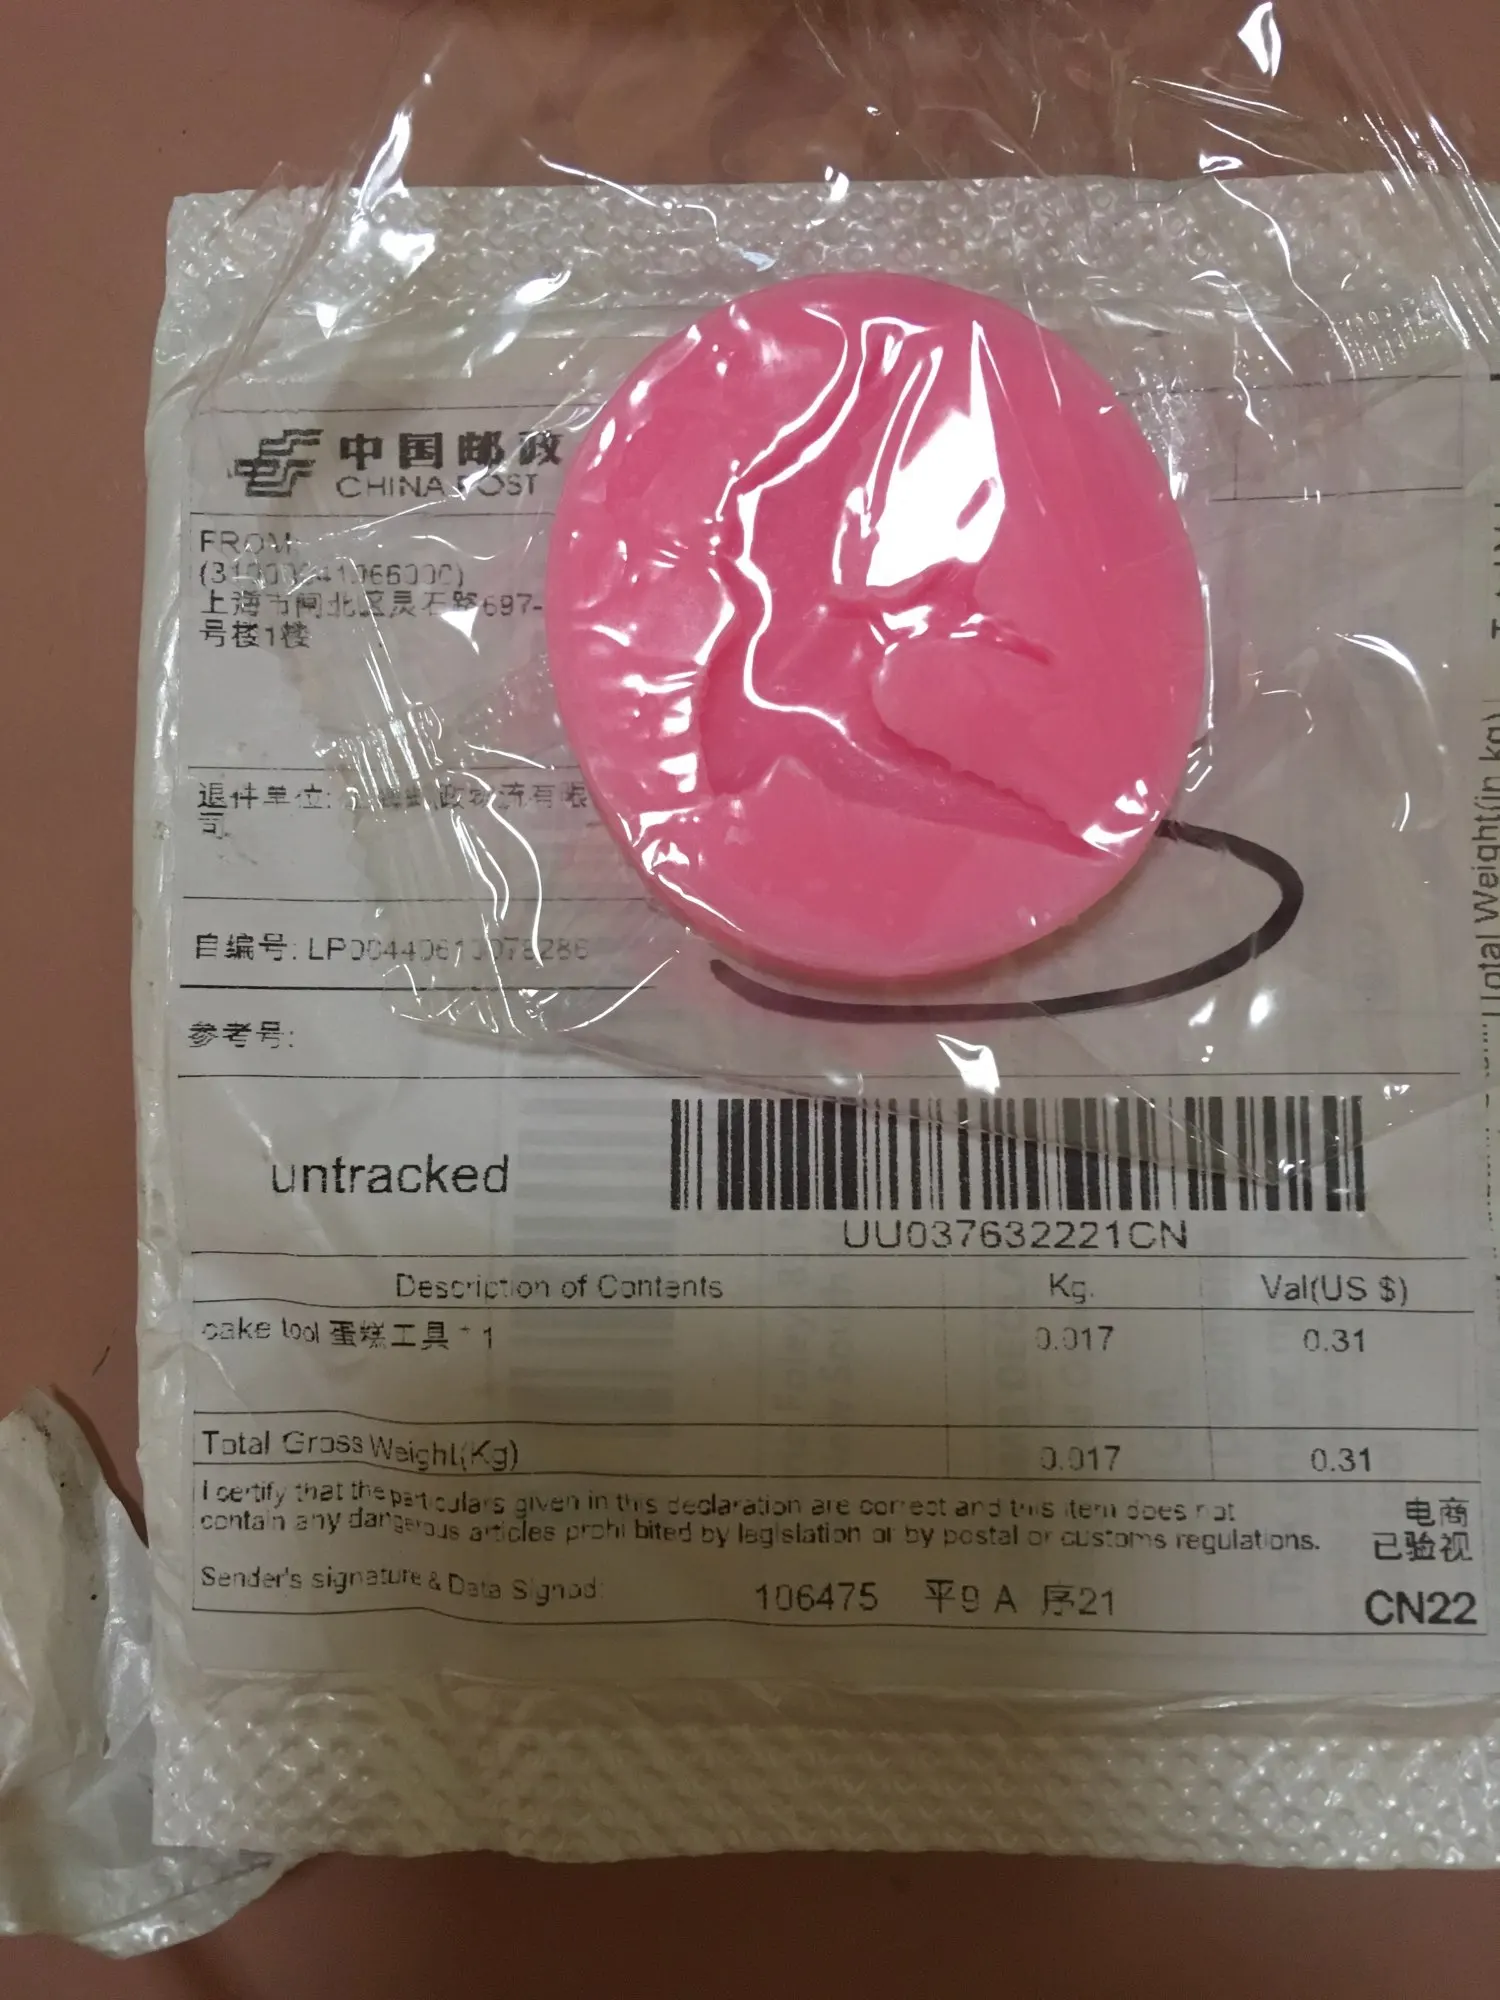 中国邮政
CHINA POST
FROM:
上海市闸北区灵石路697-
号楼1楼
退件单位:
政物流有限
司
自编号:
参考号:
untracked
UU037632221CN
Description of Contents
Kg.
Val(US $)
cake tool 蛋糕工具 * 1
0.017
0.31
Total Gross Weight(Kg)
0.017
0.31
I certify that the particulars given in this declaration are correct and this item does not
contain any dangerous articles prohibited by legislation or by postal or customs regulations.
电商
已验视
Sender's signature & Data Signed:
106475 平9 A 序21
CN22
Total Weight(in kg)